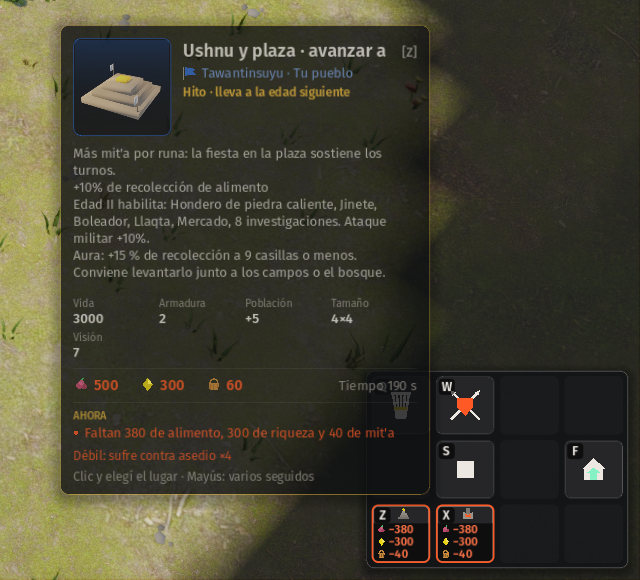 Ushnu y plaza · avanzar a [z]
Tawantinsuyu · Tu pueblo
Hito · lleva a la edad siguiente
Más mit'a por runa: la fiesta en la plaza sostiene los
turnos.
+10% de recolección de alimento
Edad II habilita: Hondero de piedra caliente, Jinete,
Boleador, Llaqta, Mercado, 8 investigaciones. Ataque
militar +10%.
Aura: +15 % de recolección a 9 casillas o menos.
Conviene levantarlo junto a los campos o el bosque.
Vida Armadura Población Tamaño
3000 2 +5 4×4
Visión
7
500 300 60 Tiempo 190 s
AHORA
• Faltan 380 de alimento, 300 de riqueza y 40 de mit'a
Débil: sufre contra asedio ×4
Clic y elegí el lugar · Mayús: varios seguidos
W
S F
Z X
-380 -380
-300 -300
-40 -40